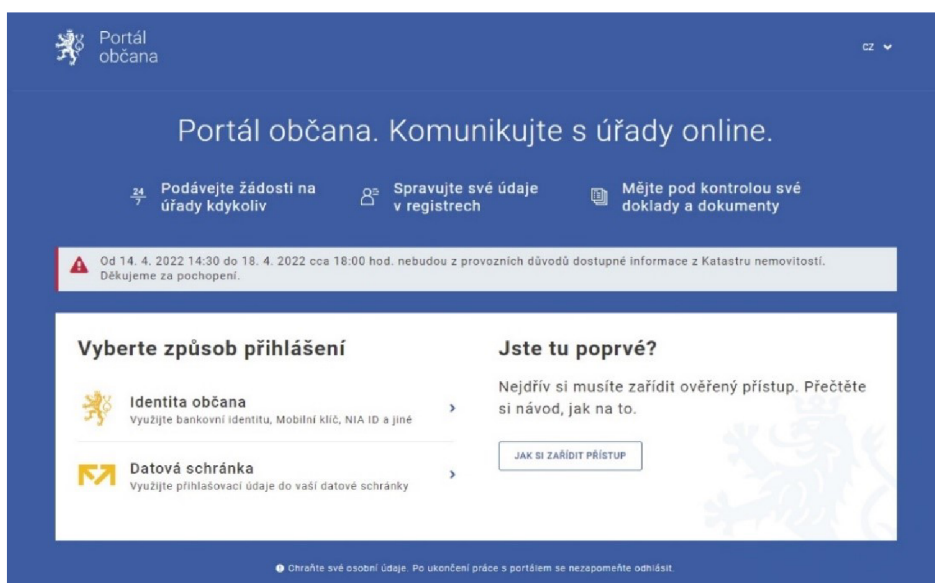 Portál
občana
CZ
Portál občana. Komunikujte s úřady online.
24
7
Podávejte žádosti na
úřady kdykoliv
Spravujte své údaje
v registrech
Mějte pod kontrolou své
doklady a dokumenty
Od 14. 4. 2022 14:30 do 18. 4. 2022 cca 18:00 hod. nebudou z provozních důvodů dostupné informace z Katastru nemovitostí.
Děkujeme za pochopení.
Vyberte způsob přihlášení
Identita občana
Využijte bankovní identitu, Mobilní klíč, NIA ID a jiné
Datová schránka
Využijte přihlašovací údaje do vaší datové schránky
Jste tu poprvé?
Nejdřív si musíte zařídit ověřený přístup. Přečtěte
si návod, jak na to.
JAK SI ZAŘÍDIT PŘÍSTUP
Chraňte své osobní údaje. Po ukončení práce s portálem se nezapomeňte odhlásit.